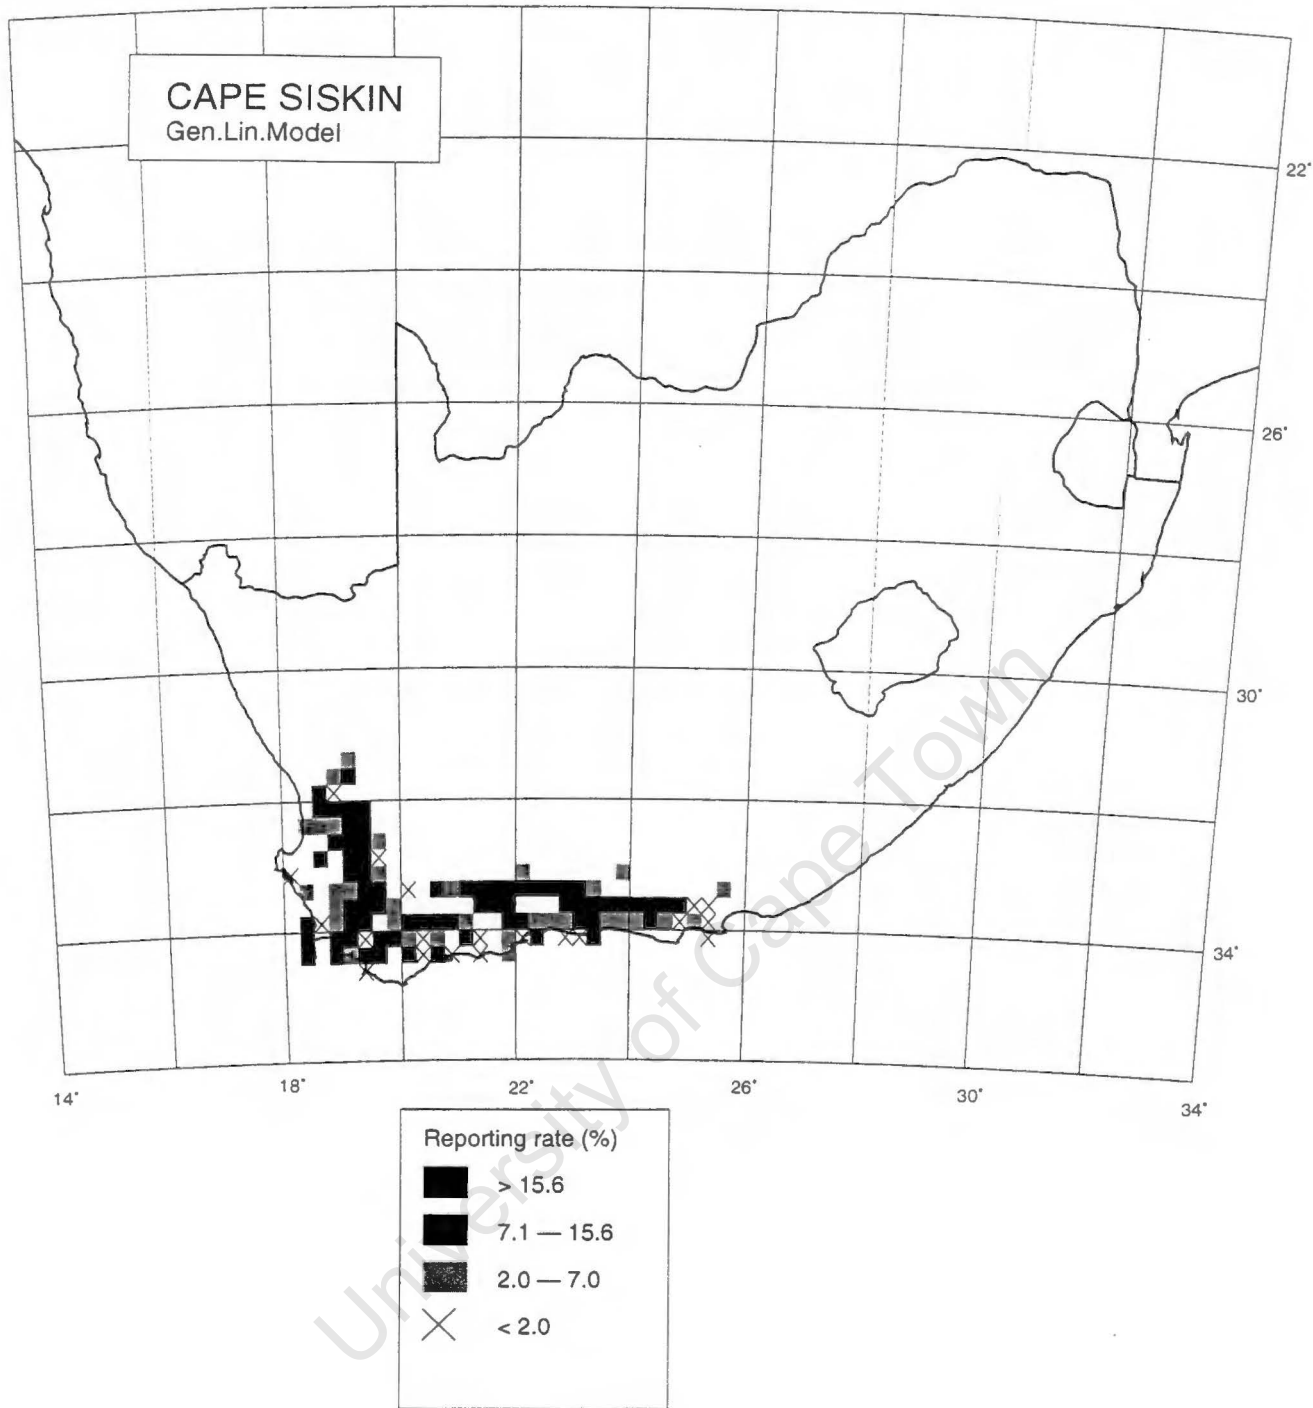 CAPE SISKIN
Gen.Lin.Model
22°
26°
30°
34°
14°
18°
22°
26°
30°
34°
Reporting rate (%)
> 15.6
7.1 — 15.6
2.0 — 7.0
< 2.0
University of Cape Town